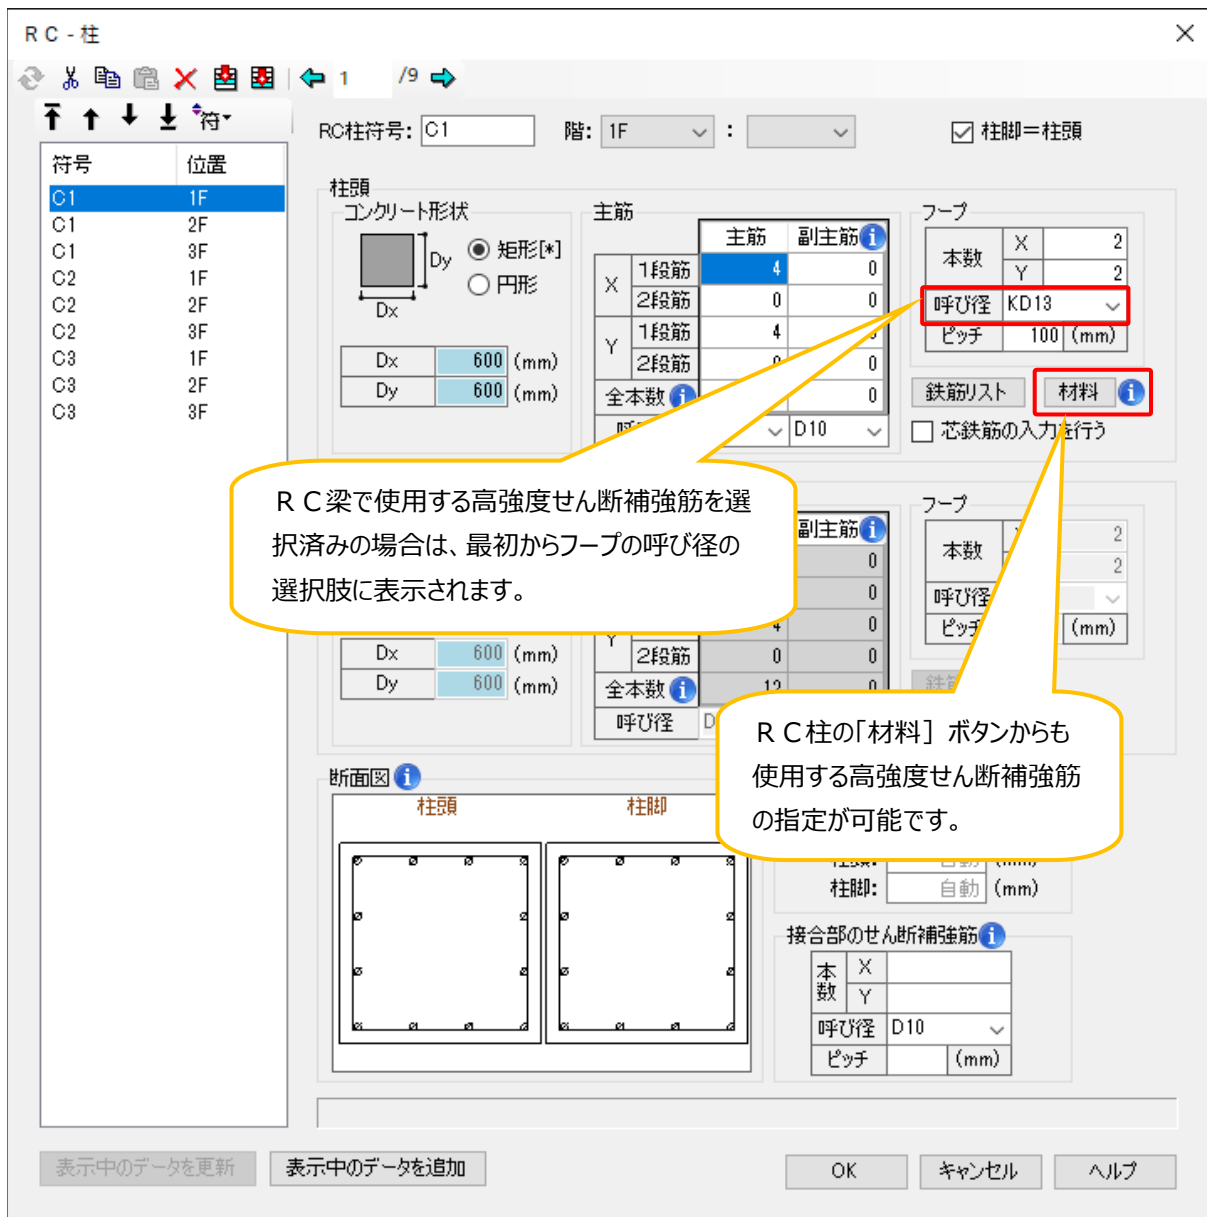 ＲＣ-柱
1 /9
符
RC柱符号: C1 階: 1F : 柱脚＝柱頭
符号 位置
C1 1F
C1 2F
C1 3F
C2 1F
C2 2F
C2 3F
C3 1F
C3 2F
C3 3F
柱頭
コンクリート形状
Dy
Dx
矩形[*]
円形
Dx 600 (mm)
Dy 600 (mm)
主筋
主筋 副主筋
X 1段筋 4 0
2段筋 0 0
Y 1段筋 4
2段筋 0
全本数 0
D10
フープ
本数 X 2
Y 2
呼び径 KD13
ピッチ 100 (mm)
鉄筋リスト 材料
芯鉄筋の入力を行う
ＲＣ梁で使用する高強度せん断補強筋を選
択済みの場合は、最初からフープの呼び径の
選択肢に表示されます。
副主筋
0
0
4 0
Y 2段筋 0 0
全本数 12 0
呼び径 D
Dx 600 (mm)
Dy 600 (mm)
フープ
本数 2
2
呼び径
ピッチ (mm)
ＲＣ柱の「材料］ボタンからも
使用する高強度せん断補強筋
の指定が可能です。
断面図
柱頭 柱脚
柱頭: 自動 (mm)
柱脚: 自動 (mm)
接合部のせん断補強筋
本数 X
Y
呼び径 D10
ピッチ (mm)
表示中のデータを更新 表示中のデータを追加 OK キャンセル ヘルプ